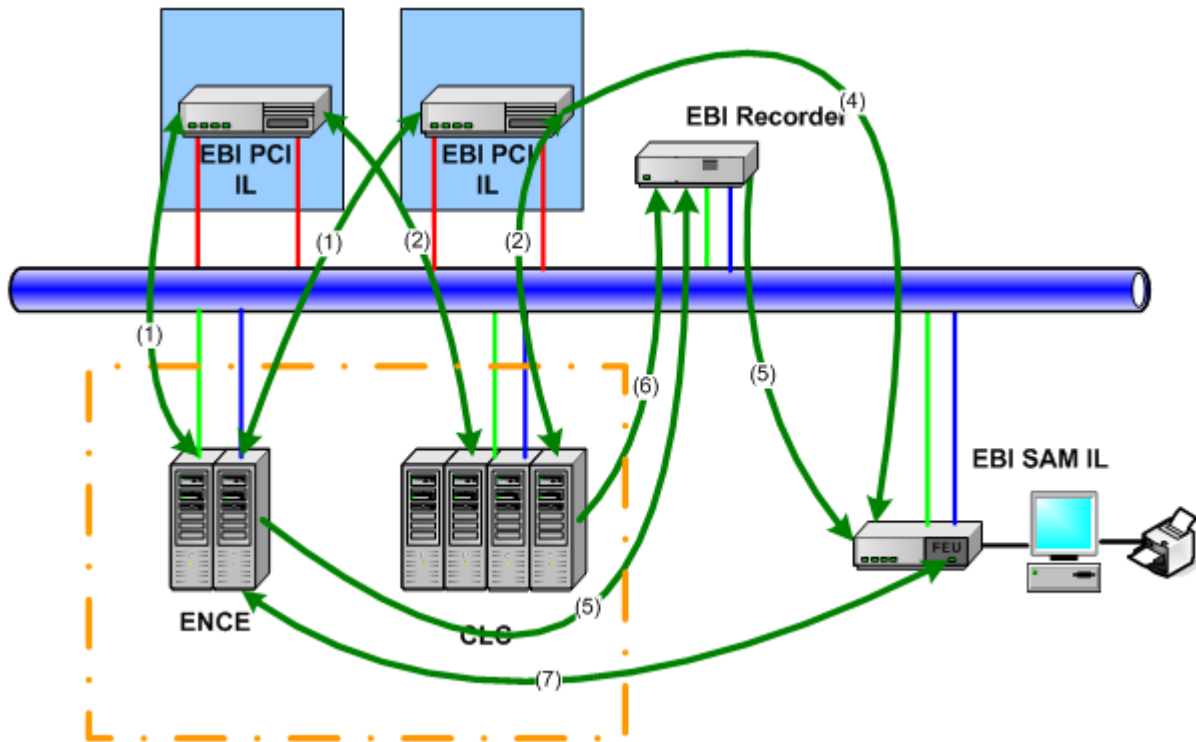 (4)
EBI Recorder
EBI PCI
IL
EBI PCI
IL
(1)
(2)
(2)
(1)
(6)
(5)
EBI SAM IL
FEU
ENCE
(5)
(7)